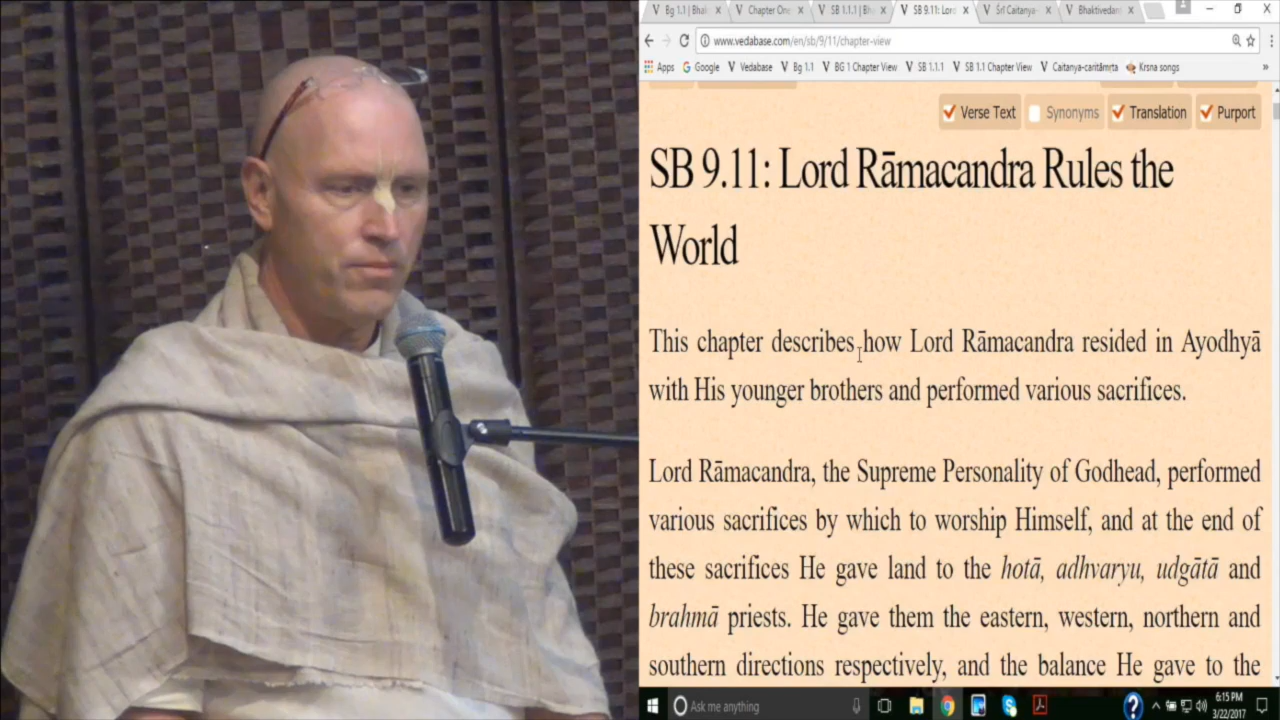 Bg 1.1 | Bhak
Chapter One
SB 1.1.1 | Bh
SB 9.11: Lord
Śrī Caitanya-
Bhaktivedant
www.vedabase.com/en/sb/9/11/chapter-view
Apps Google Vedabase Bg 1.1 BG 1 Chapter View SB 1.1.1 SB 1.1 Chapter View Caitanya-caritāmṛta Krsna songs »
Verse Text Synonyms Translation Purport
SB 9.11: Lord Rāmacandra Rules the
World
This chapter describes how Lord Rāmacandra resided in Ayodhyā
with His younger brothers and performed various sacrifices.
Lord Rāmacandra, the Supreme Personality of Godhead, performed
various sacrifices by which to worship Himself, and at the end of
these sacrifices He gave land to the hotā, adhvaryu, udgātā and
brahmā priests. He gave them the eastern, western, northern and
southern directions respectively, and the balance He gave to the
Ask me anything
6:15 PM
3/22/2017